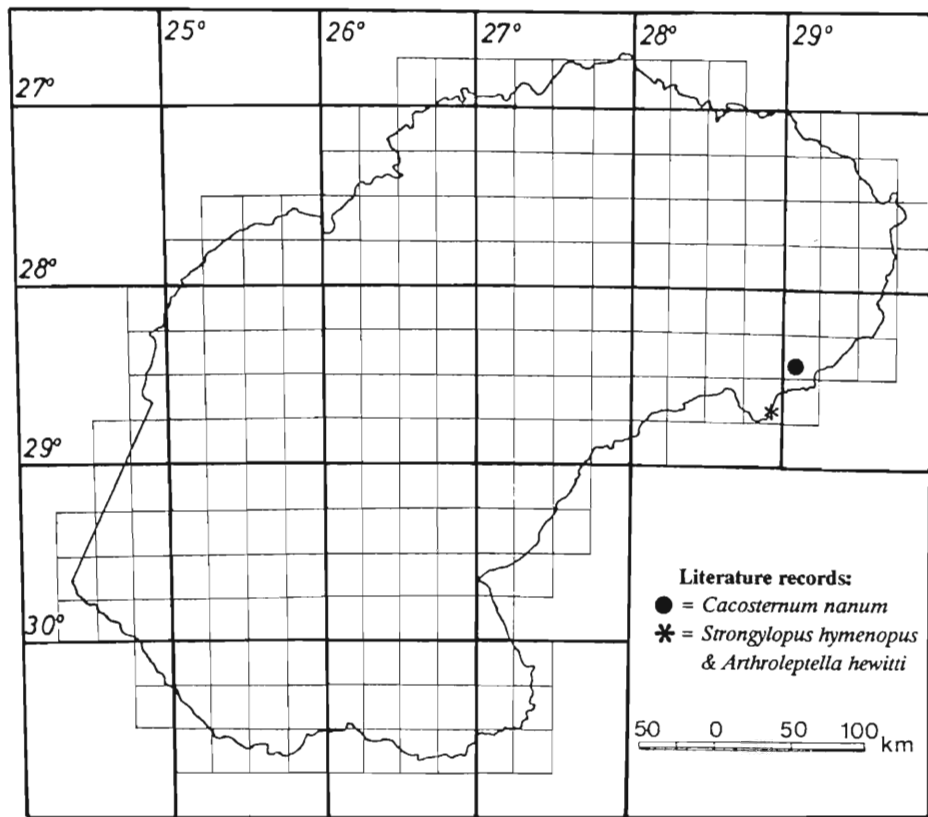 25° 26° 27° 28° 29°
27°
28°
29°
30°
Literature records:
● = Cacosternum nanum
* = Strongylopus hymenopus
& Arthroleptella hewitti
50 0 50 100 km